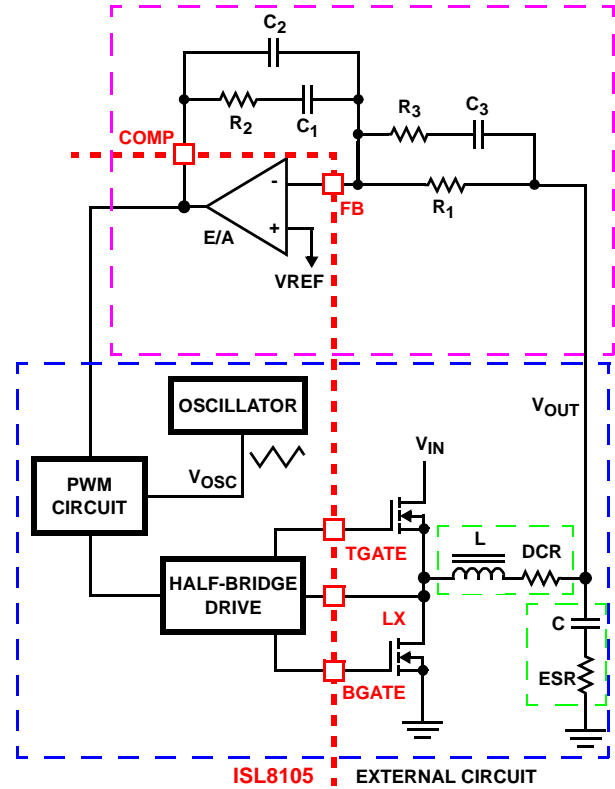 C2
R2
C1
R3
C3
COMP
R1
-
FB
E/A
+
VREF
OSCILLATOR
VOUT
VIN
PWM
CIRCUIT
VOSC
L
DCR
TGATE
HALF-BRIDGE
DRIVE
LX
C
ESR
BGATE
ISL8105
EXTERNAL CIRCUIT